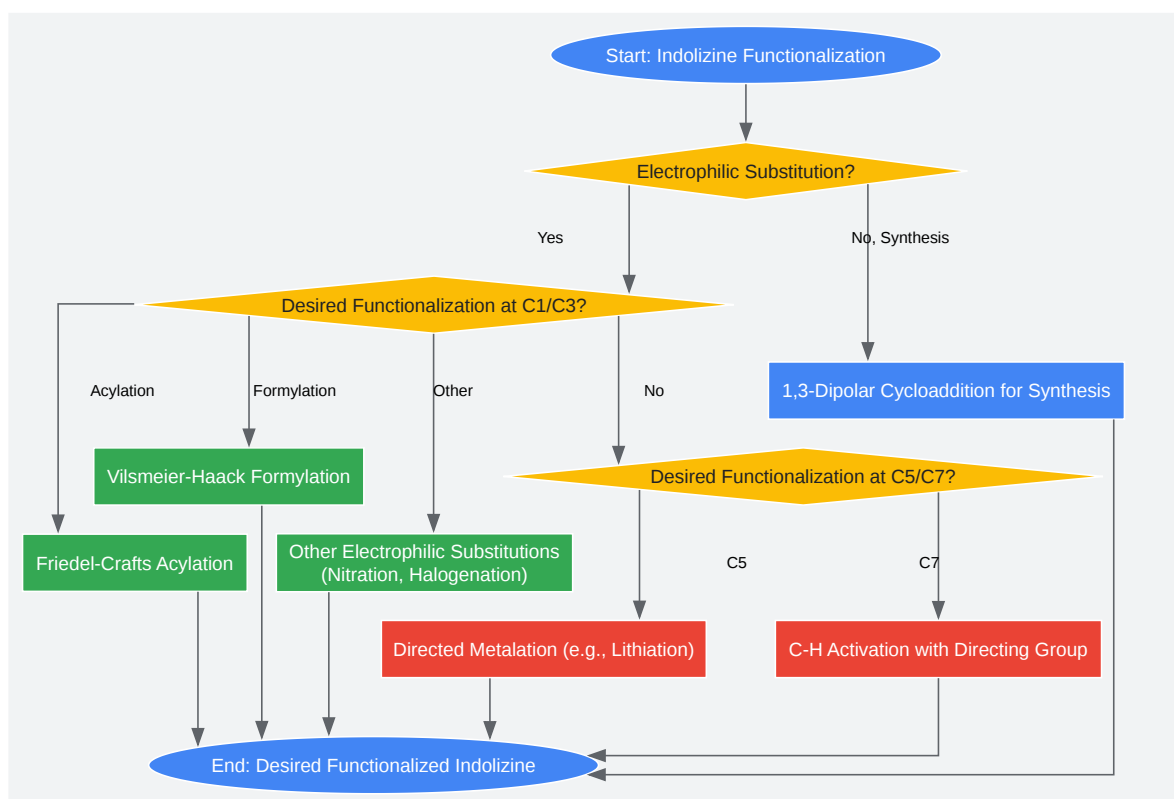 Start: Indolizine Functionalization
Electrophilic Substitution?
Yes
No, Synthesis
Desired Functionalization at C1/C3?
Acylation
Formylation
Other
No
1,3-Dipolar Cycloaddition for Synthesis
Vilsmeier-Haack Formylation
Desired Functionalization at C5/C7?
Friedel-Crafts Acylation
Other Electrophilic Substitutions
(Nitration, Halogenation)
C5
C7
Directed Metalation (e.g., Lithiation)
C-H Activation with Directing Group
End: Desired Functionalized Indolizine